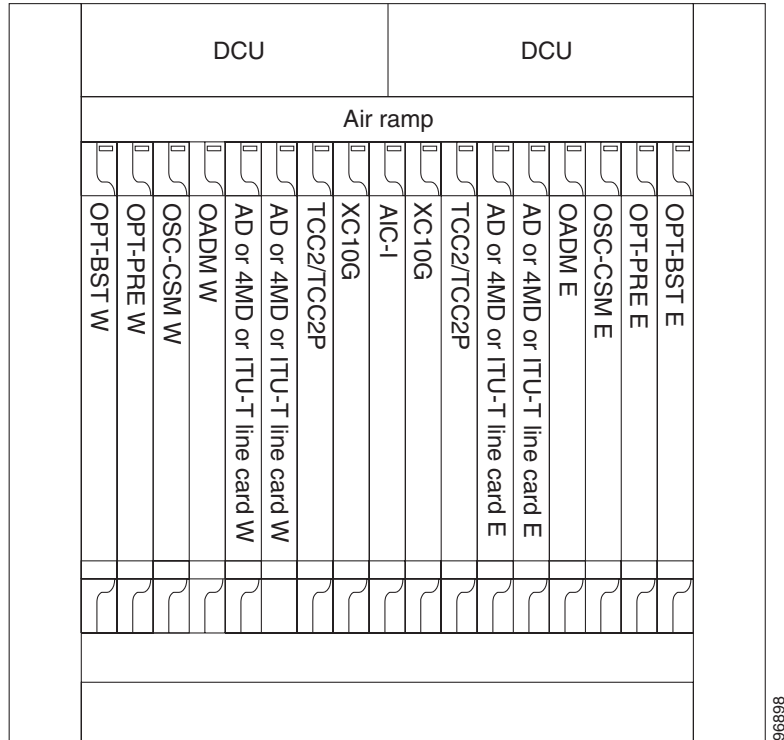 DCU
DCU
Air ramp
OPT-BST W
OPT-PRE W
OSC-CSM W
OADM W
AD or 4MD or ITU-T line card W
AD or 4MD or ITU-T line card W
TCC2/TCC2P
XC10G
AIC-I
XC10G
TCC2/TCC2P
AD or 4MD or ITU-T line card E
AD or 4MD or ITU-T line card E
OADM E
OSC-CSM E
OPT-PRE E
OPT-BST E
96898